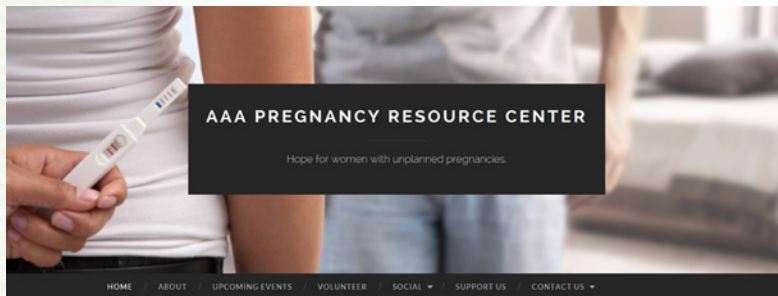 AAA PREGNANCY RESOURCE CENTER
Hope for women with unplanned pregnancies.
HOME / ABOUT / UPCOMING EVENTS / VOLUNTEER / SOCIAL / SUPPORT US / CONTACT US